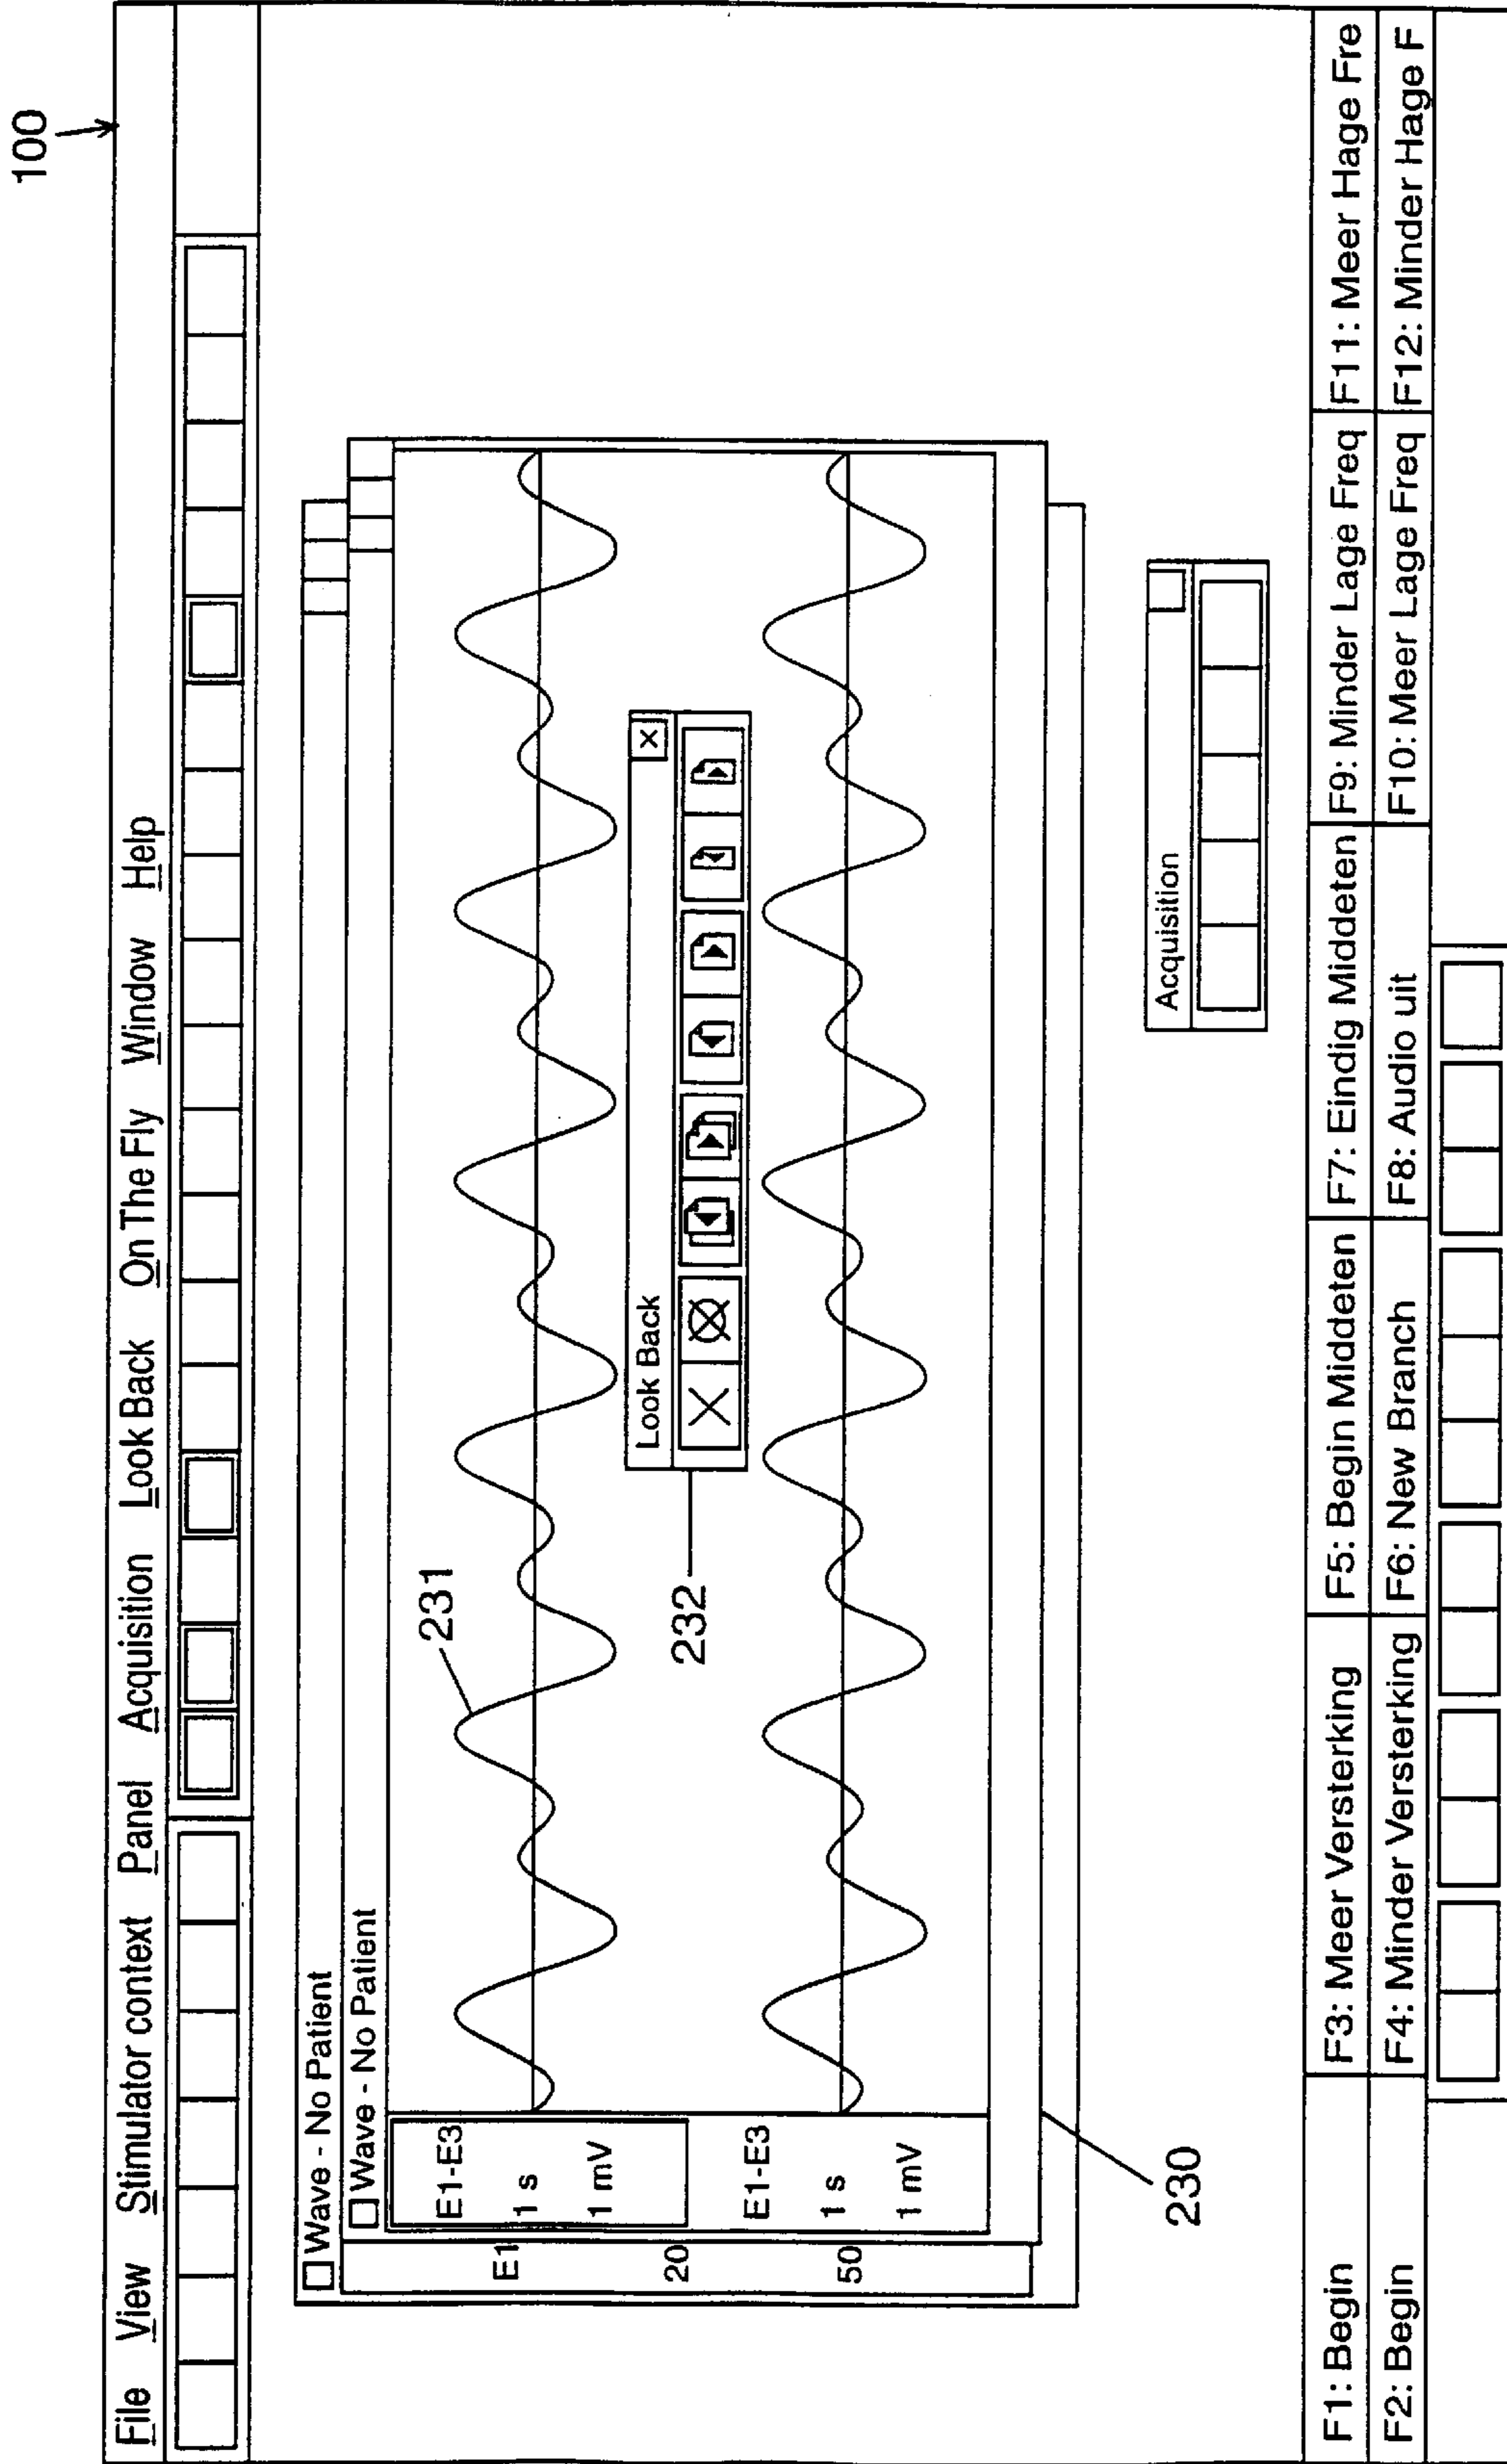 100
File View Stimulator context Panel Acquisition Look Back On The Fly Window Help
Wave - No Patient
Wave - No Patient
E1
20
50
E1-E3
1 s
1 mV
231
Look Back
232
E1-E3
1 s
1 mV
230
Acquisition
F1: Begin F3: Meer Versterking F5: Begin Middeten F7: Eindig Middeten F9: Minder Lage Freq F11: Meer Hage Fre
F2: Begin F4: Minder Versterking F6: New Branch F8: Audio uit F10: Meer Lage Freq F12: Minder Hage F